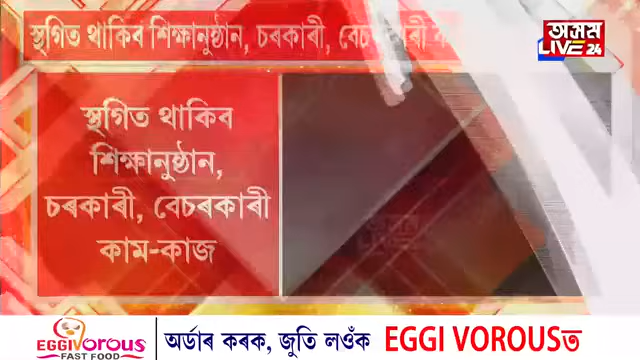 স্থগিত থাকিব শিক্ষানুষ্ঠান, চৰকাৰী, বেচৰকাৰী
অসম
LIVE 24
স্থগিত থাকিব
শিক্ষানুষ্ঠান,
চৰকাৰী, বেচৰকাৰী
কাম-কাজ
EGGIVOROUS
FAST FOOD
অৰ্ডাৰ কৰক, জুতি লওঁক EGGI VOROUSত